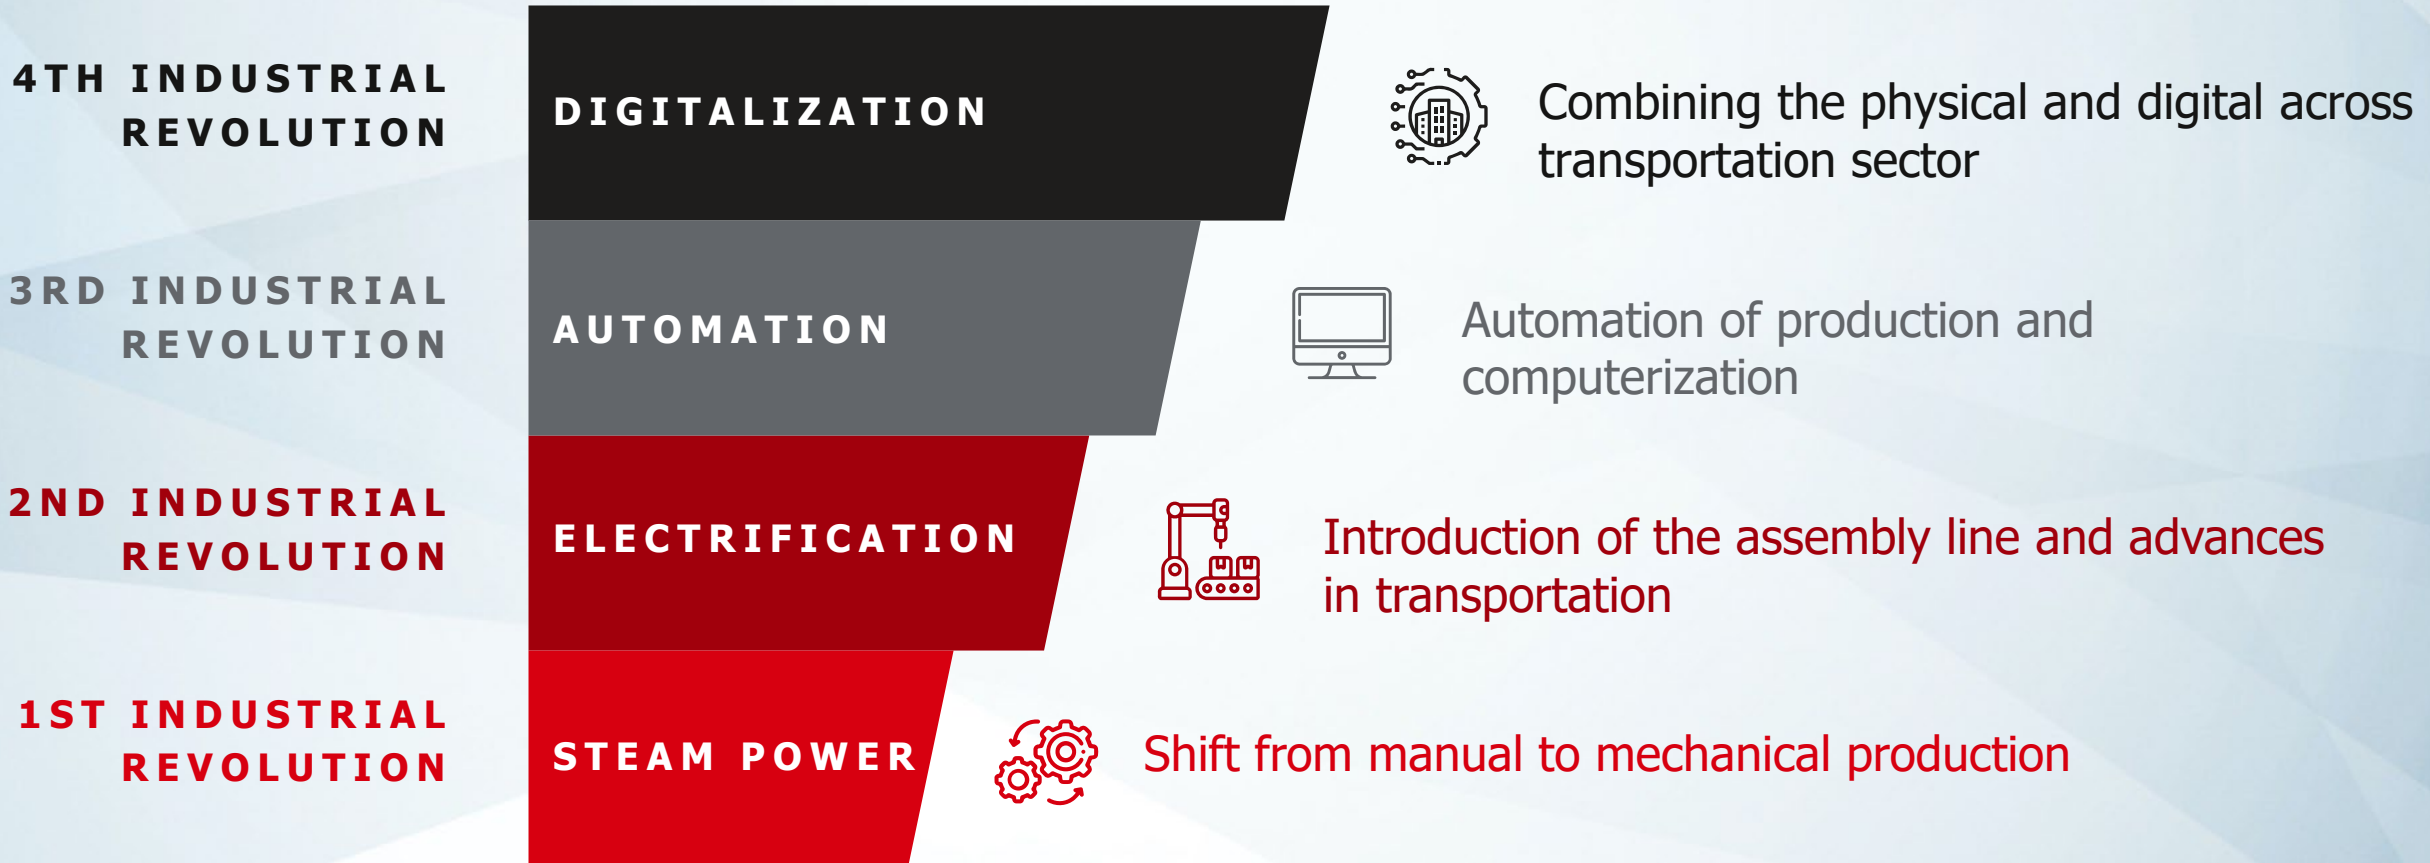 4TH INDUSTRIAL
REVOLUTION
DIGITALIZATION
Combining the physical and digital across
transportation sector
3RD INDUSTRIAL
REVOLUTION
AUTOMATION
Automation of production and
computerization
2ND INDUSTRIAL
REVOLUTION
ELECTRIFICATION
Introduction of the assembly line and advances
in transportation
1ST INDUSTRIAL
REVOLUTION
STEAM POWER
Shift from manual to mechanical production